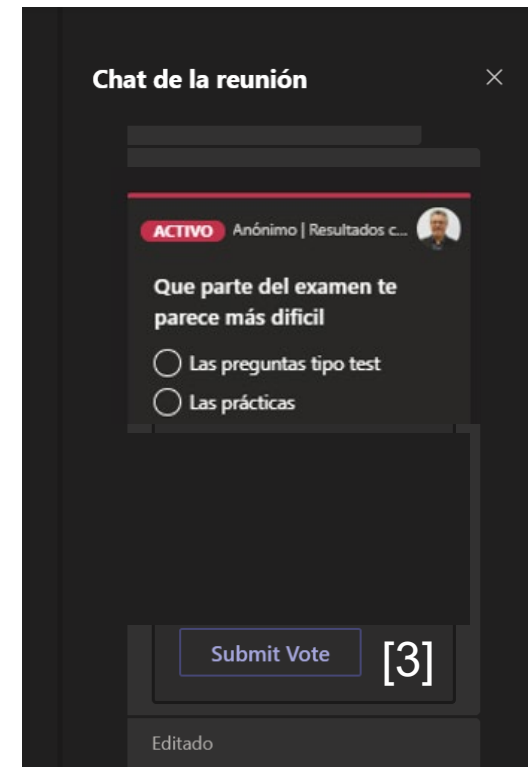 Chat de la reunión
ACTIVO Anónimo | Resultados c...
Que parte del examen te
parece más dificil
Las preguntas tipo test
Las prácticas
Submit Vote [3]
Editado